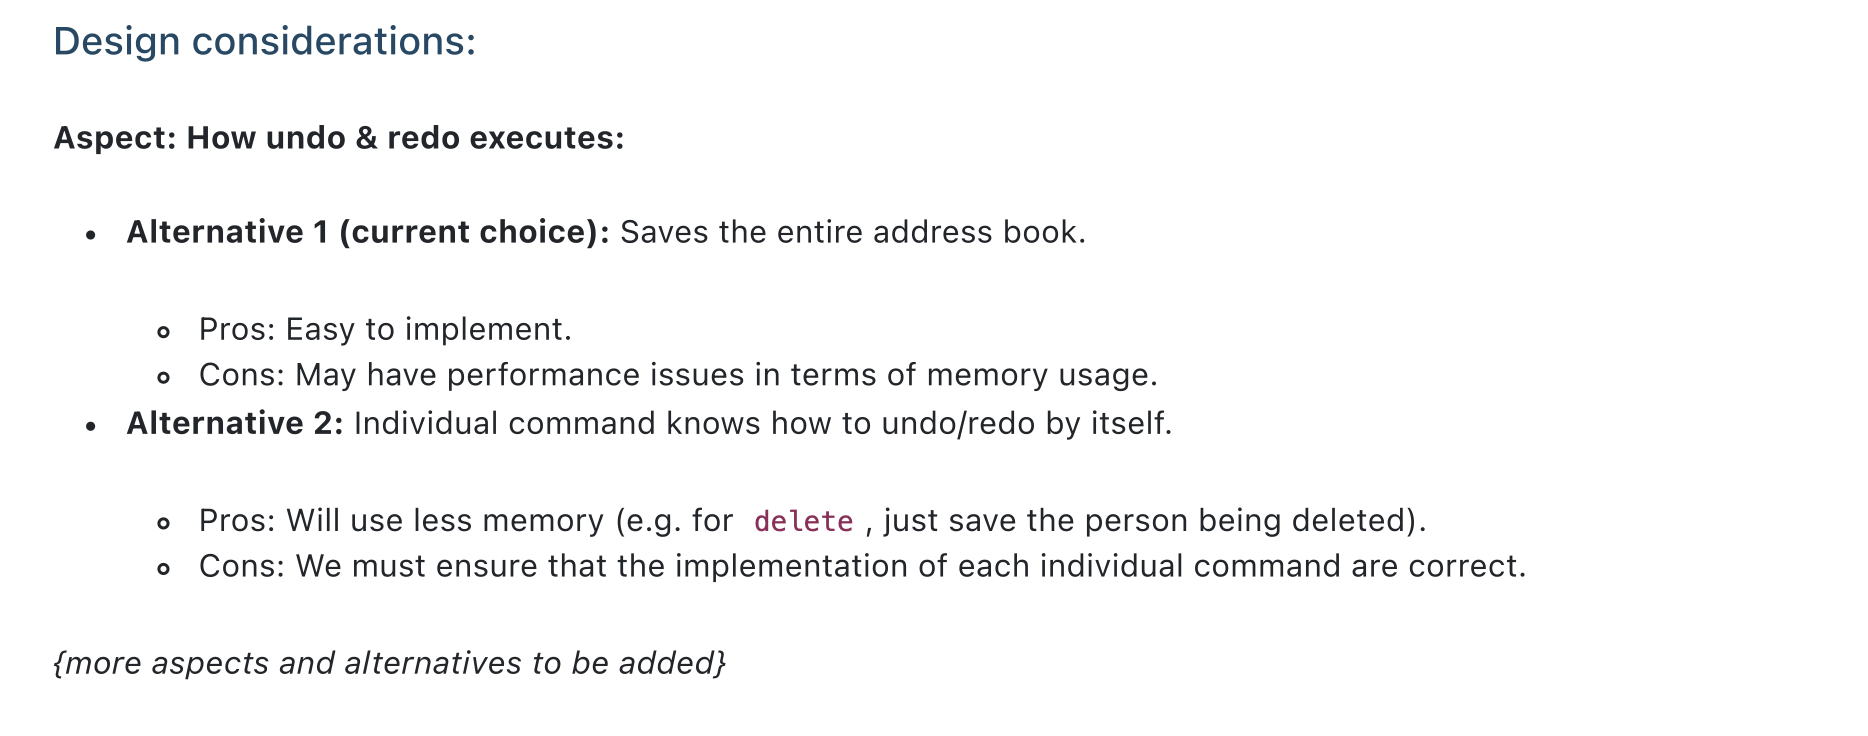 Design considerations:
Aspect: How undo & redo executes:
• Alternative 1 (current choice): Saves the entire address book.
◦ Pros: Easy to implement.
◦ Cons: May have performance issues in terms of memory usage.
• Alternative 2: Individual command knows how to undo/redo by itself.
◦ Pros: Will use less memory (e.g. for delete , just save the person being deleted).
◦ Cons: We must ensure that the implementation of each individual command are correct.
{more aspects and alternatives to be added}